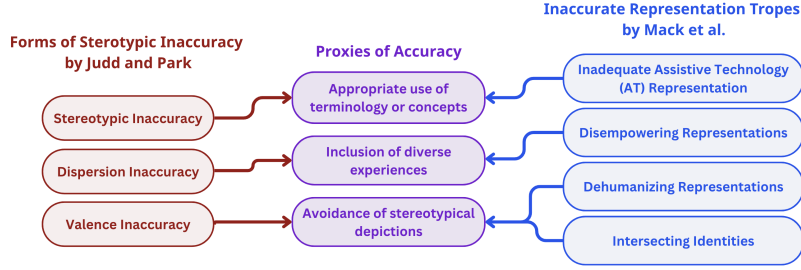 Forms of Sterotypic Inaccuracy
by Judd and Park
Stereotypic Inaccuracy
Dispersion Inaccuracy
Valence Inaccuracy
Proxies of Accuracy
Appropriate use of
terminology or concepts
Inclusion of diverse
experiences
Avoidance of stereotypical
depictions
Inaccurate Representation Tropes
by Mack et al.
Inadequate Assistive Technology
(AT) Representation
Disempowering Representations
Dehumanizing Representations
Intersecting Identities